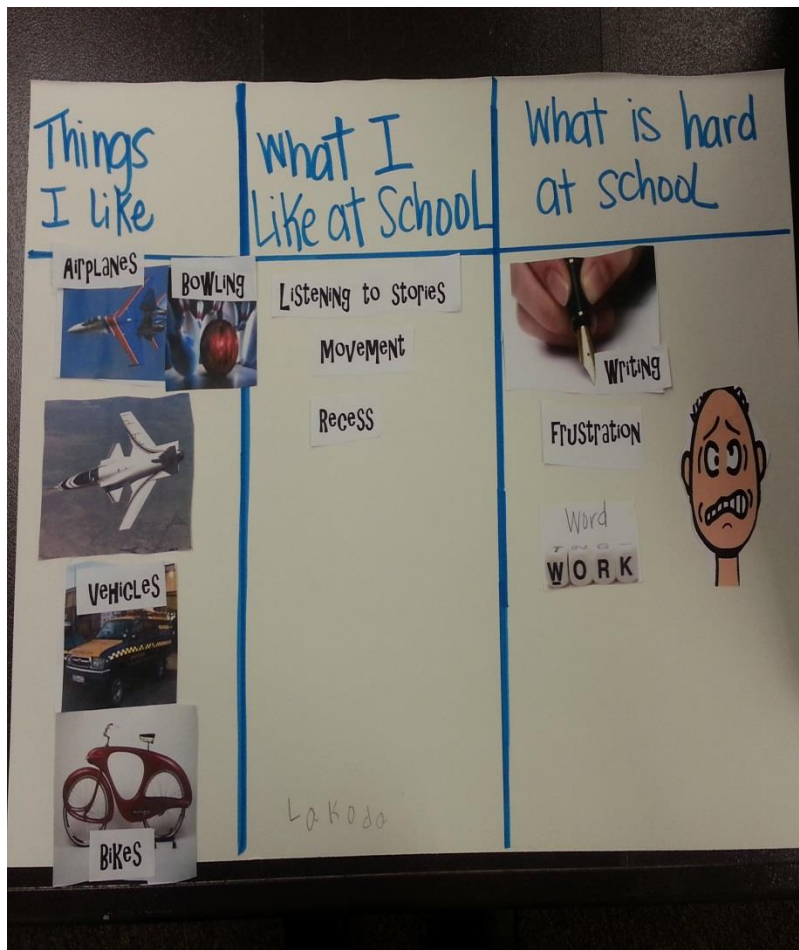 Things
I like
What I
Like at School
What is hard
at school
Airplanes
Bowling
Vehicles
Bikes
Listening to Stories
Movement
Recess
Lakoda
Writing
Frustration
Word
WORK